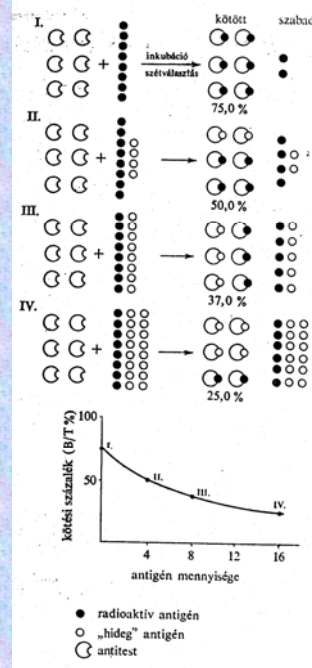 kötött szabad
I.
+
inkubáció
szétválasztás
75,0 %
II.
+
50,0 %
III.
+
37,0 %
IV.
+
25,0 %
kötési százalék (B/T %)
100
50
I.
II.
III.
IV.
4 8 12 16
antigén mennyisége
radioaktív antigén
„hideg” antigén
antitest